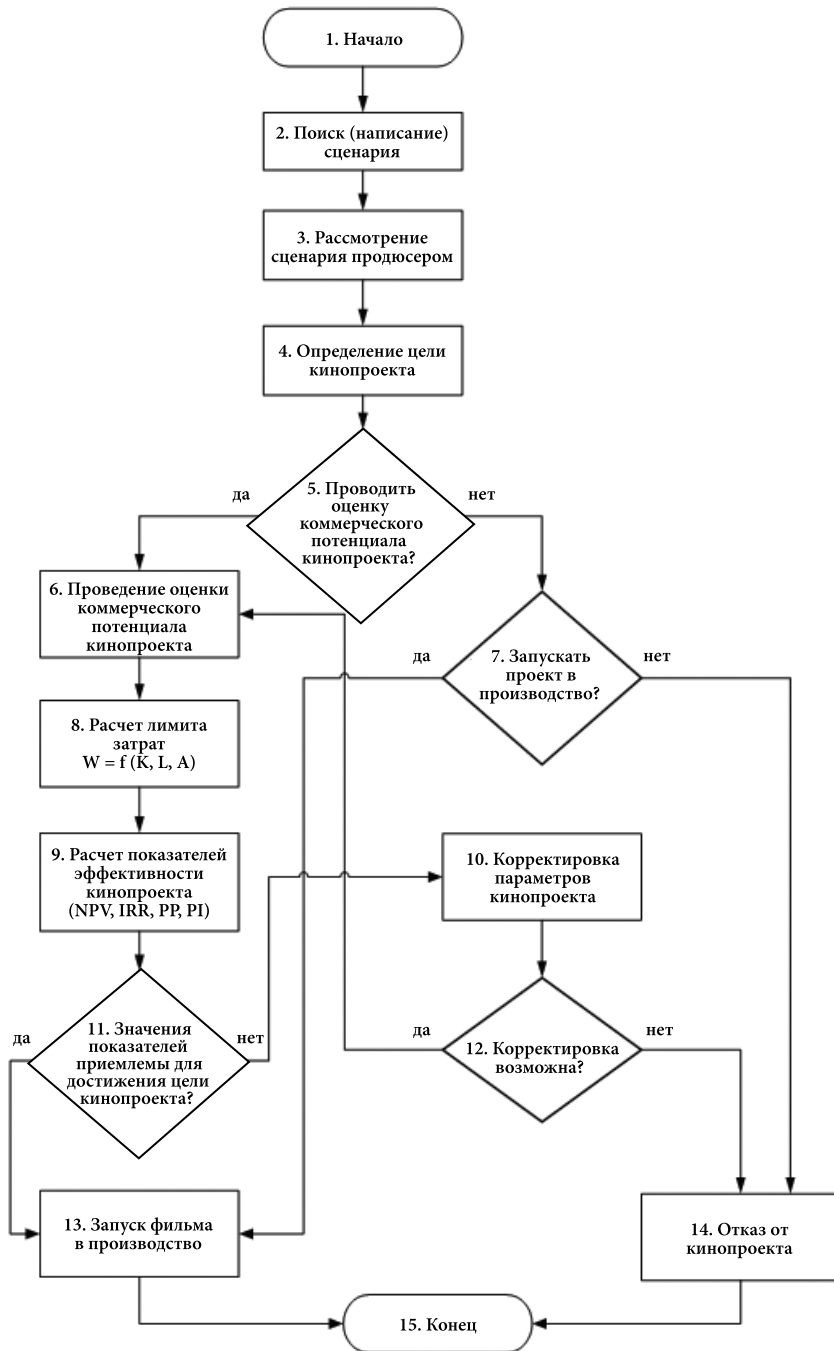 1. Начало
2. Поиск (написание)
сценария
3. Рассмотрение
сценария продюсером
4. Определение цели
кинопроекта
да
5. Проводить
оценку
коммерческого
потенциала
кинопроекта?
нет
6. Проведение оценки
коммерческого
потенциала
кинопроекта
да
7. Запускать
проект в
производство?
нет
8. Расчет лимита
затрат
W = f (K, L, A)
9. Расчет показателей
эффективности
кинопроекта
(NPV, IRR, PP, PI)
10. Корректировка
параметров
кинопроекта
да
11. Значения
показателей
приемлемы для
достижения цели
кинопроекта?
нет
да
12. Корректировка
возможна?
нет
13. Запуск фильма
в производство
14. Отказ от
кинопроекта
15. Конец